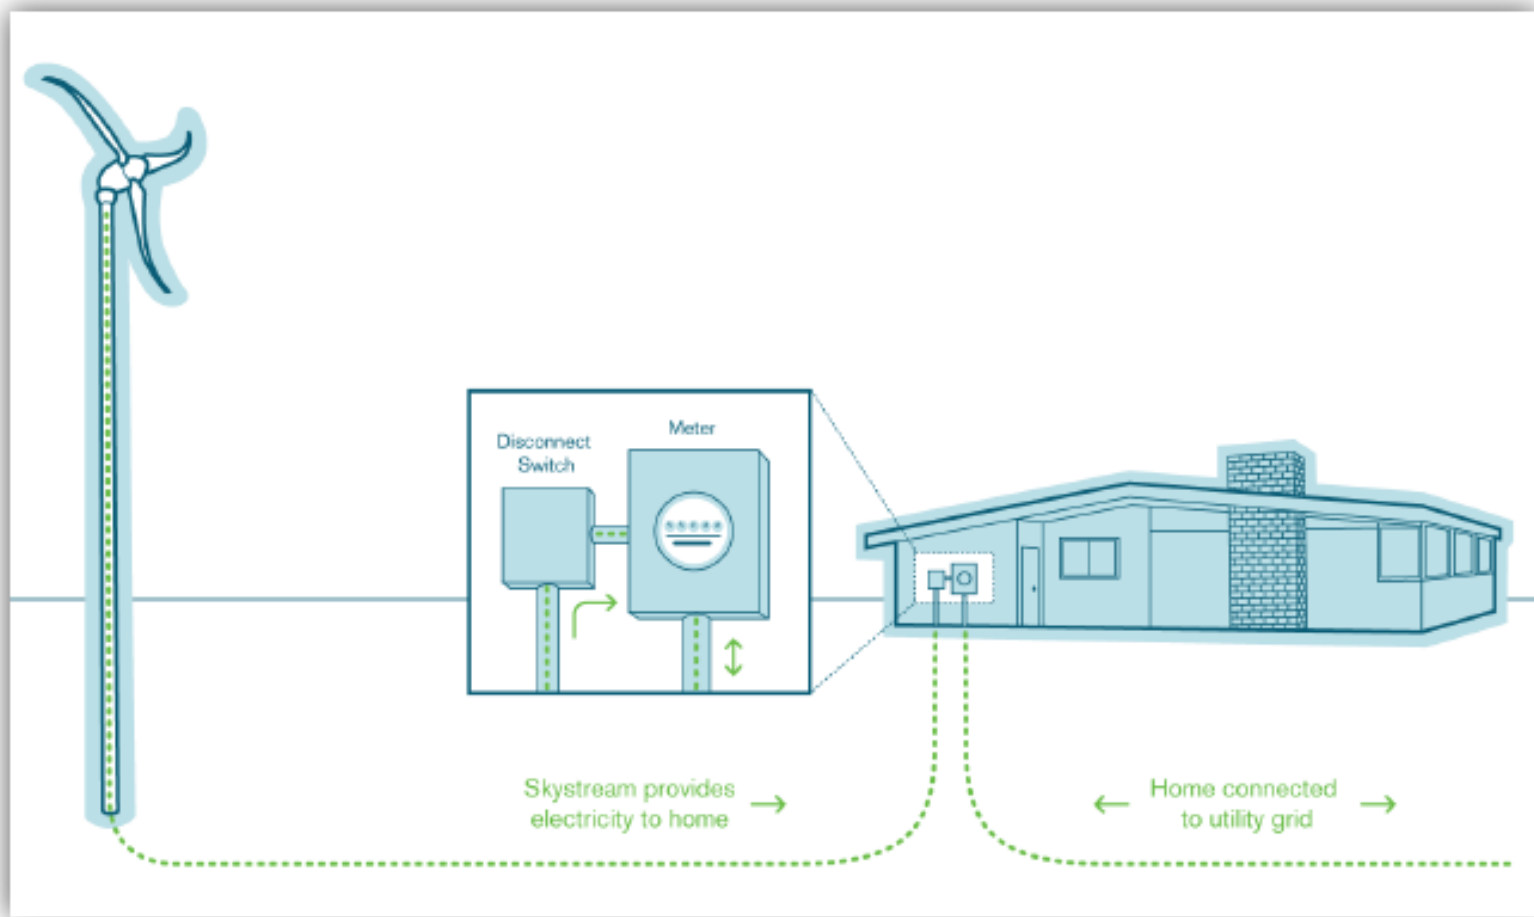 Disconnect
Switch
Meter
Skystream provides
electricity to home
Home connected
to utility grid